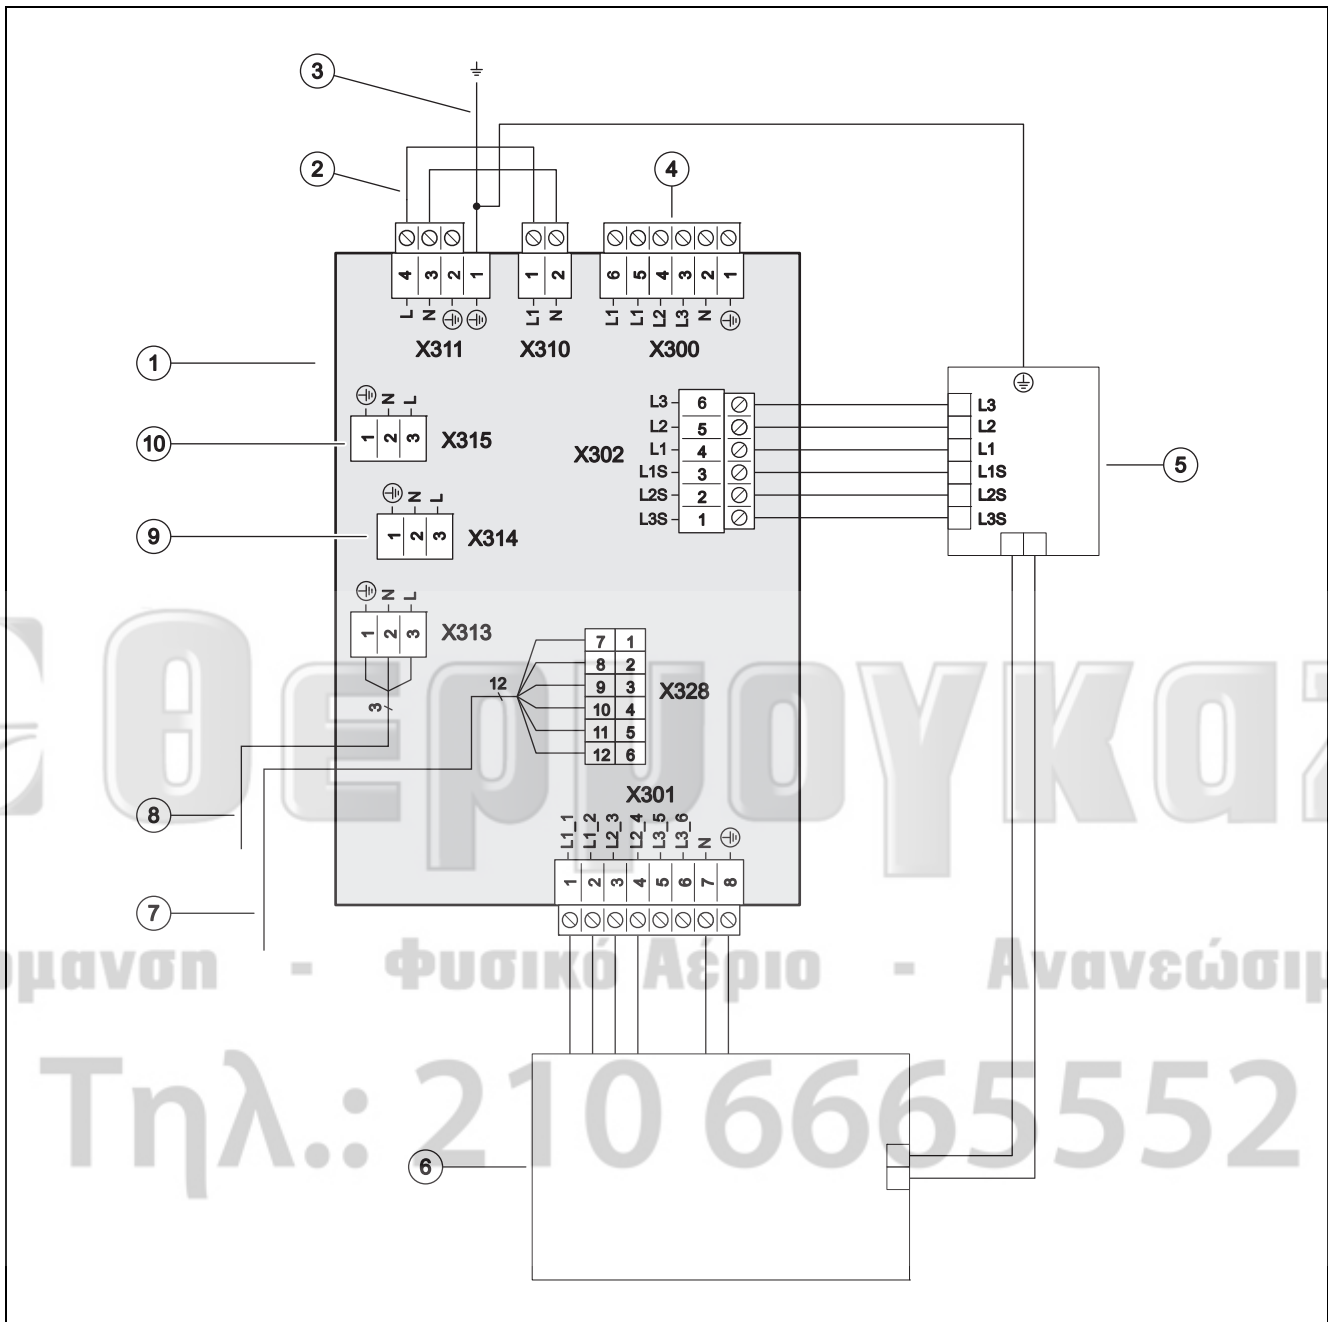 3
2
4
4 3 2 1
L N
X311
1 2
L1 N
X310
6 5 4 3 2 1
L1 L1 L2 L3 N
X300
1
N L
1 2 3
X315
10
L3 6
L2 5
L1 4
L1S 3
L2S 2
L3S 1
X302
L3
L2
L1
L1S
L2S
L3S
5
N L
1 2 3
X314
9
N L
1 2 3
X313
3
12
7 1
8 2
9 3
10 4
11 5
12 6
X328
8
7
X301
L1_1 L1_2 L2_3 L2_4 L3_5 L3_6 N
1 2 3 4 5 6 7 8
6
θερμογκαζ
ρμανση - Φυσικό Αέριο - Ανανεώσιμ
Τηλ.: 210 6665552